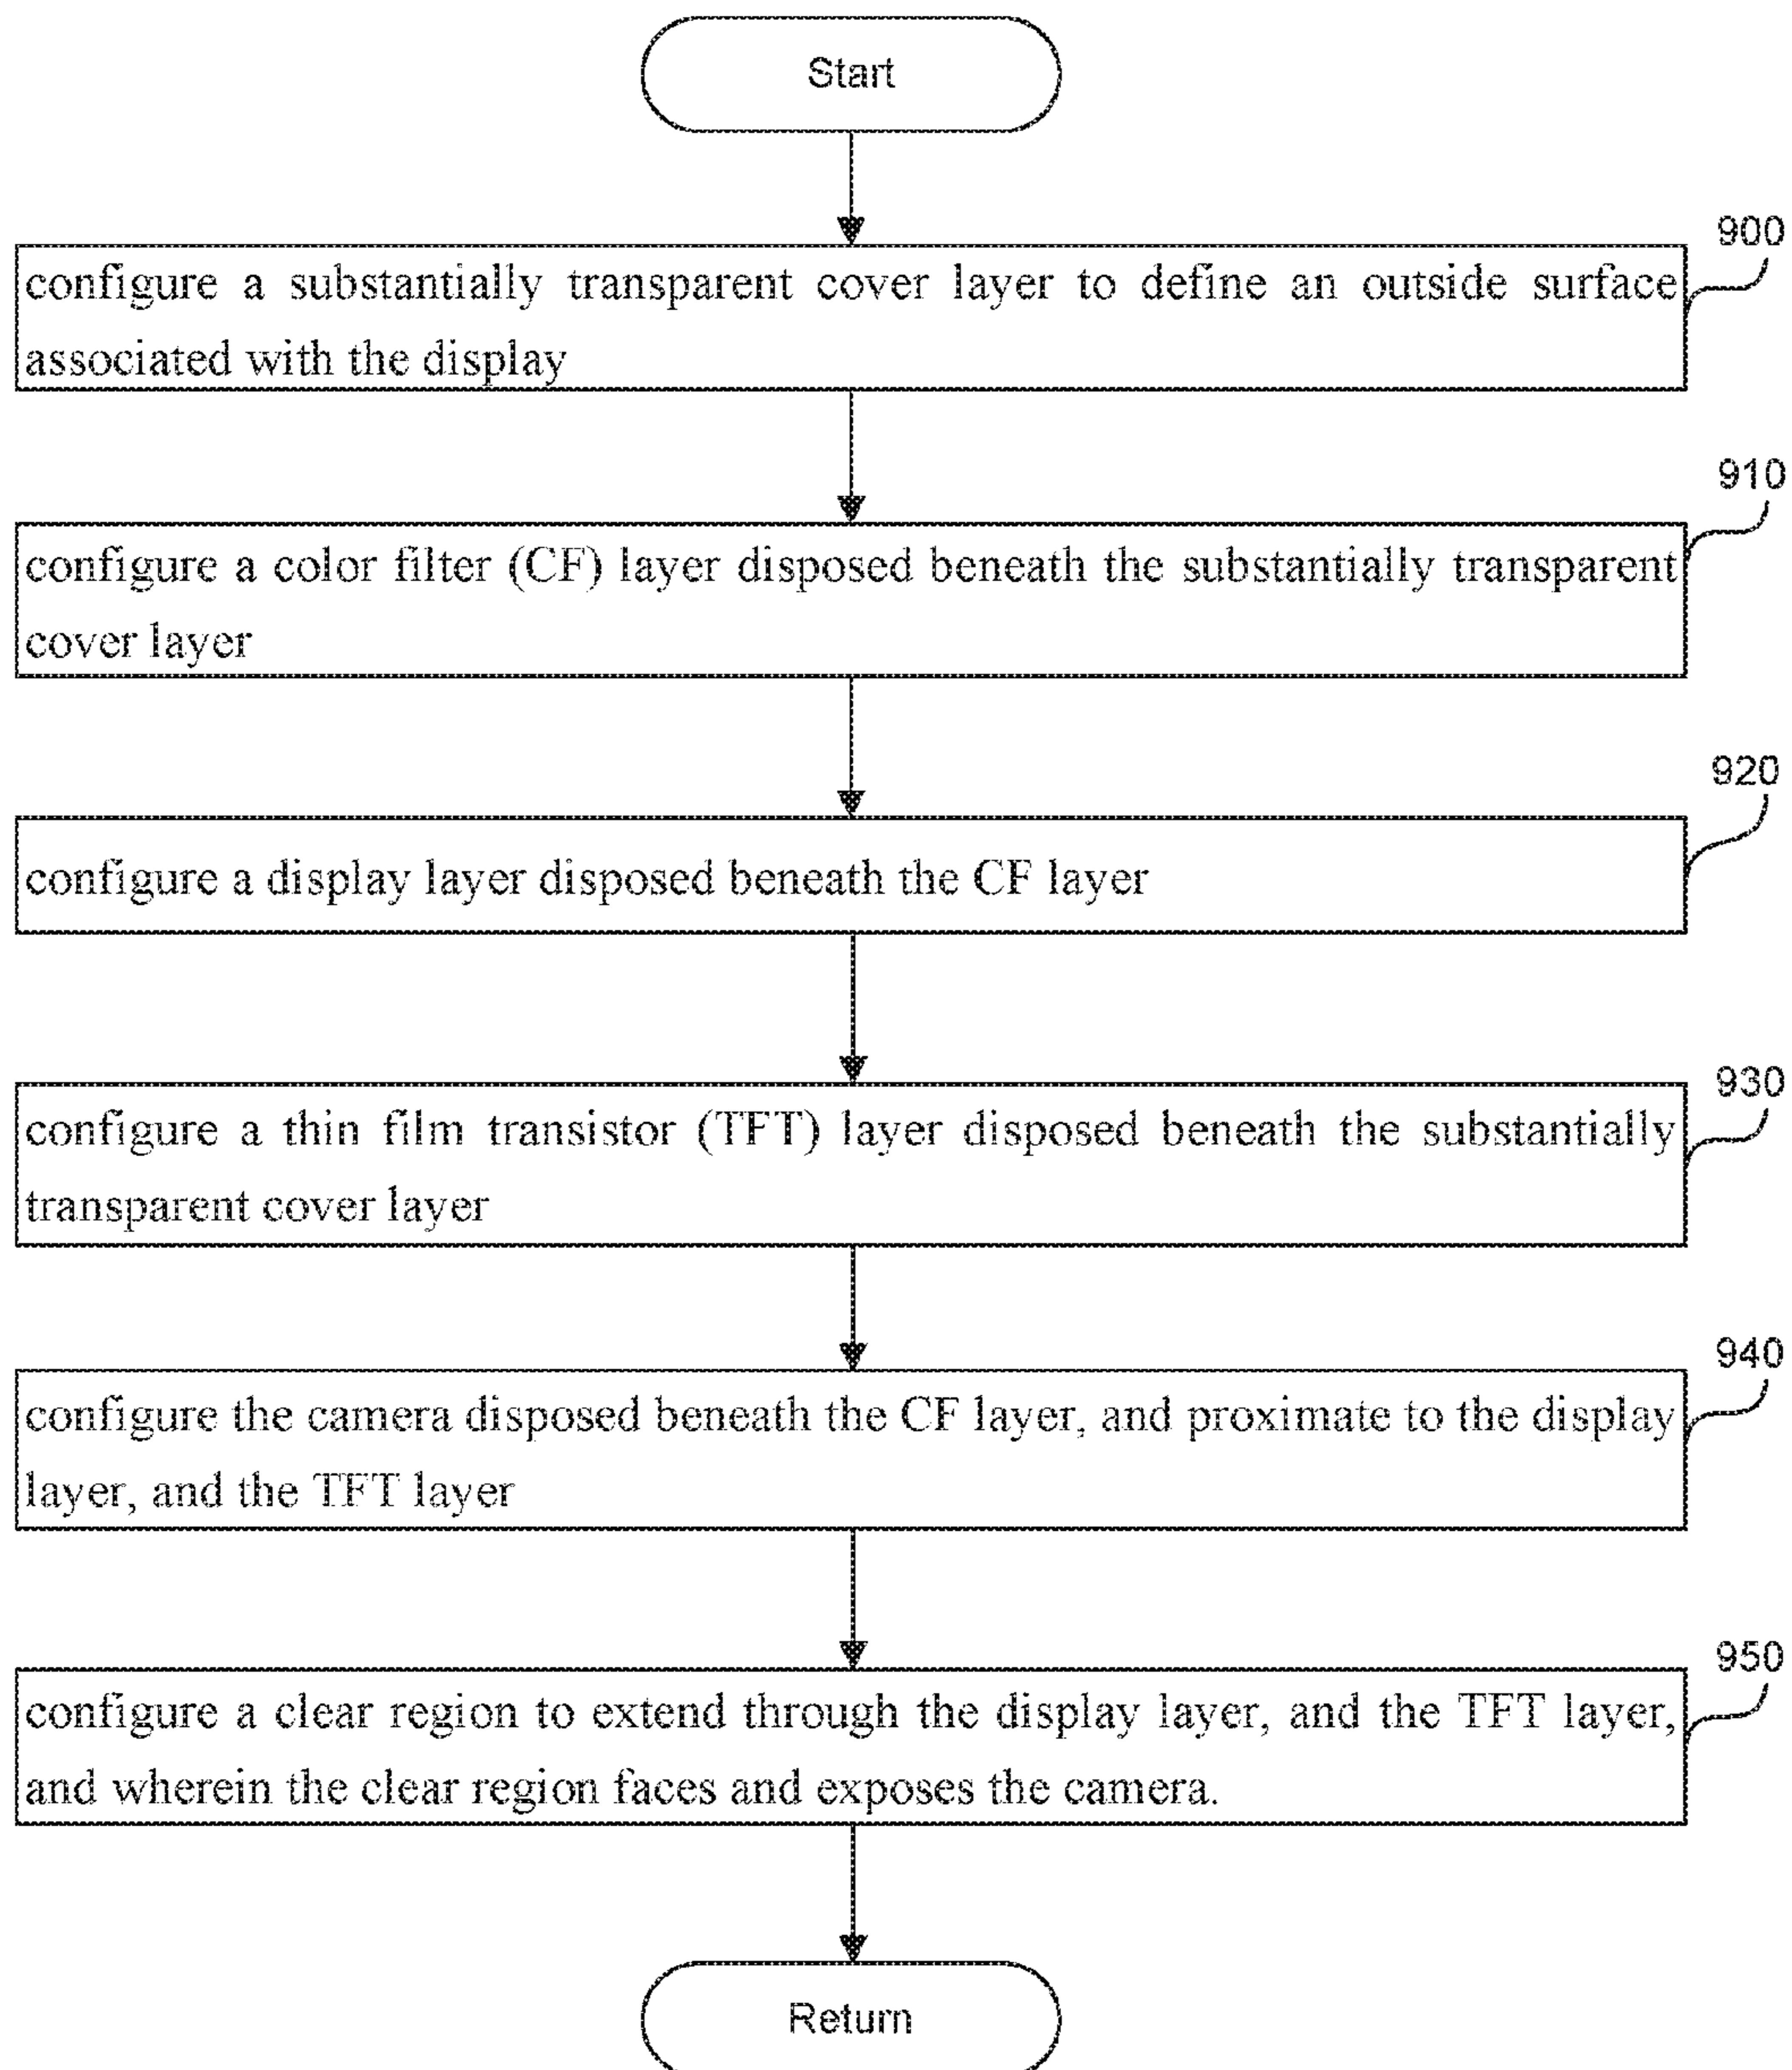 Start
900
configure a substantially transparent cover layer to define an outside surface
associated with the display
910
configure a color filter (CF) layer disposed beneath the substantially transparent
cover layer
920
configure a display layer disposed beneath the CF layer
930
configure a thin film transistor (TFT) layer disposed beneath the substantially
transparent cover layer
940
configure the camera disposed beneath the CF layer, and proximate to the display
layer, and the TFT layer
950
configure a clear region to extend through the display layer, and the TFT layer,
and wherein the clear region faces and exposes the camera.
Return